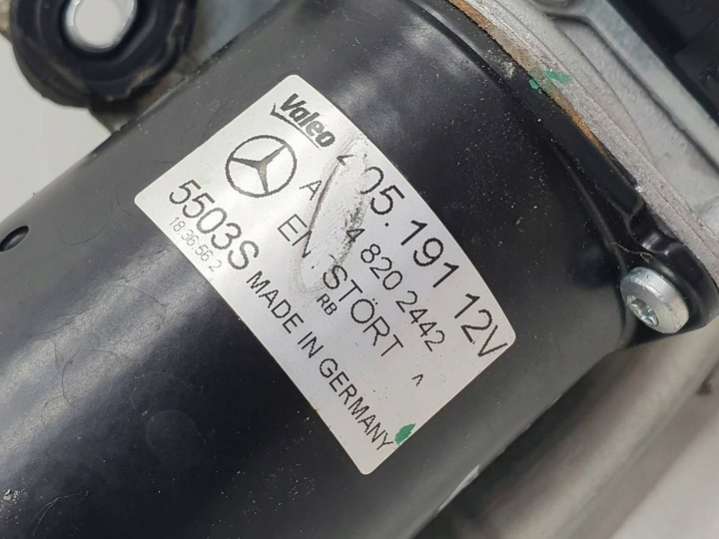 Valeo
05.191 12V
A 4 820 2442
EN STÖRT
5503S RB ^
18 36 56 2
MADE IN GERMANY